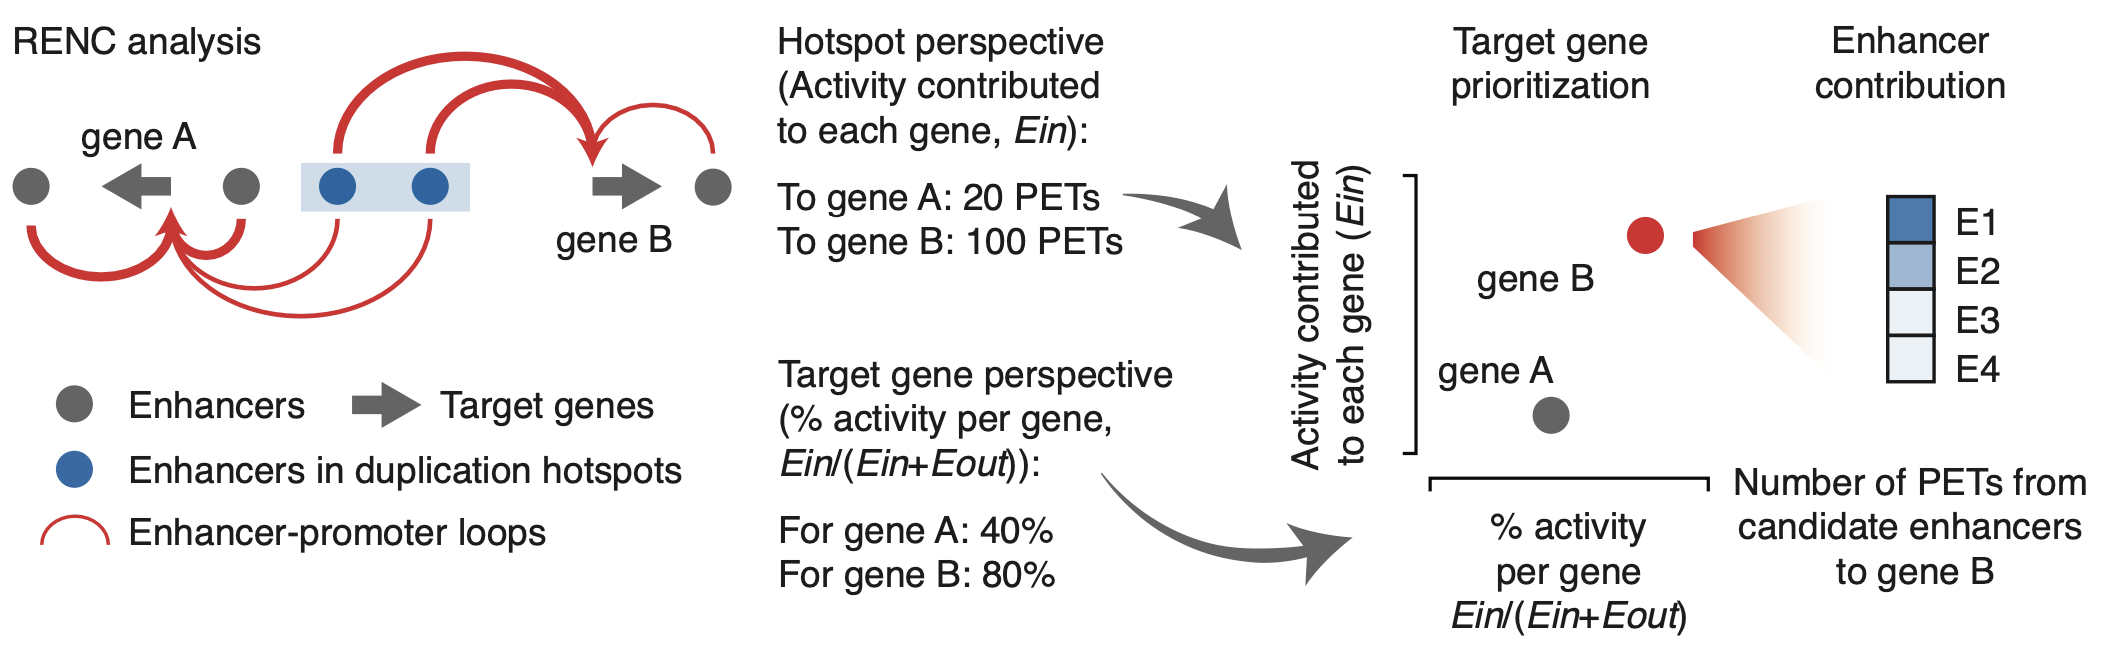 RENC analysis
gene A
gene B
Enhancers
Target genes
Enhancers in duplication hotspots
Enhancer-promoter loops
Hotspot perspective
(Activity contributed
to each gene, Ein):
To gene A: 20 PETs
To gene B: 100 PETs
Target gene perspective
(% activity per gene,
Ein/(Ein+Eout)):
For gene A: 40%
For gene B: 80%
Target gene
prioritization
Activity contributed
to each gene (Ein)
gene B
gene A
% activity
per gene
Ein/(Ein+Eout)
Enhancer
contribution
E1
E2
E3
E4
Number of PETs from
candidate enhancers
to gene B